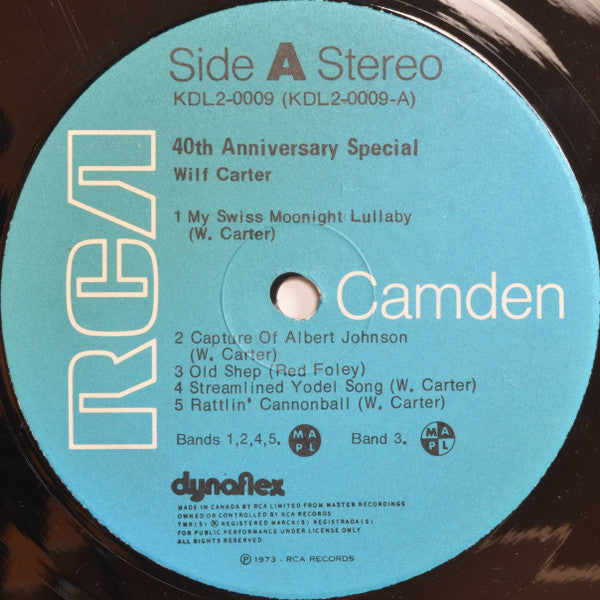 Side A Stereo
KDL2-0009 (KDL2-0009-A)
40th Anniversary Special
Wilf Carter
1 My Swiss Moonight Lullaby
(W. Carter)
RCA
Camden
2 Capture Of Albert Johnson
(W. Carter)
3 Old Shep (Red Foley)
4 Streamlined Yodel Song (W. Carter)
5 Rattlin' Cannonball (W. Carter)
Bands 1,2,4,5. MAPL Band 3. MAPL
dynaflex
MADE IN CANADA BY RCA LIMITED FROM MASTER RECORDINGS
OWNED OR CONTROLLED BY RCA RECORDS
TMK(S) ® REGISTERED MARCA(S) REGISTRADA(S)
FOR PUBLIC PERFORMANCE UNDER LICENSE ONLY
ALL RIGHTS RESERVED.
℗ 1973 - RCA RECORDS